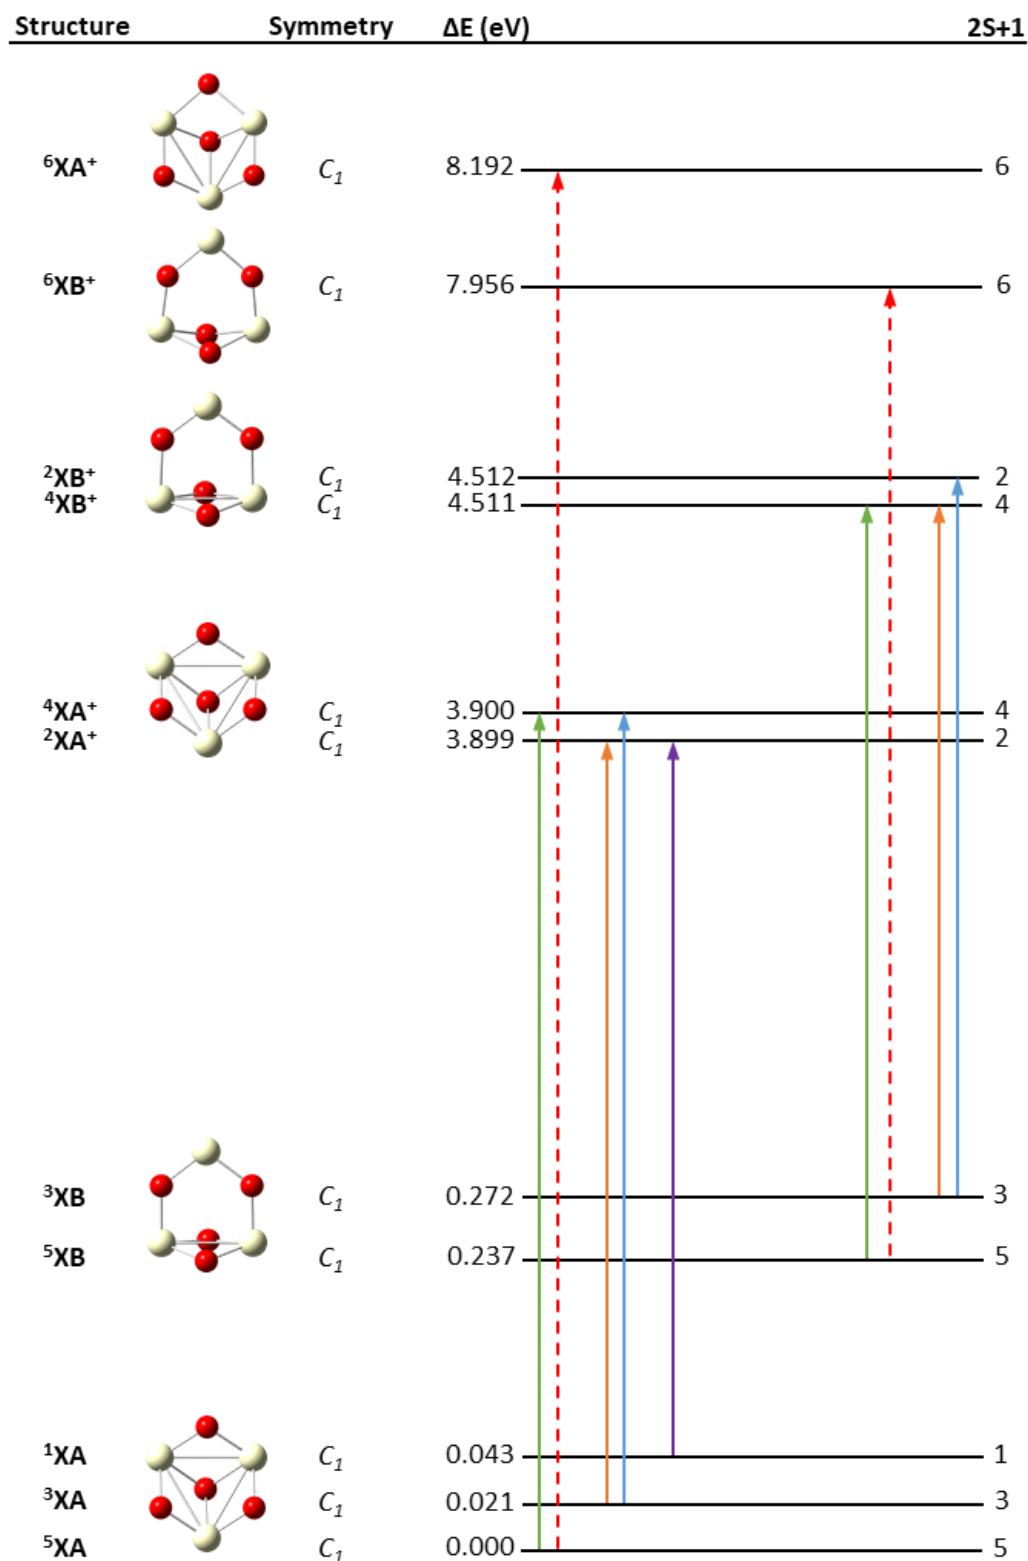 Structure Symmetry ΔE (eV) 2S+1
⁶XA⁺ C₁ 8.192 6
⁶XB⁺ C₁ 7.956 6
²XB⁺ C₁ 4.512 2
⁴XB⁺ C₁ 4.511 4
⁴XA⁺ C₁ 3.900 4
²XA⁺ C₁ 3.899 2
³XB C₁ 0.272 3
⁵XB C₁ 0.237 5
¹XA C₁ 0.043 1
³XA C₁ 0.021 3
⁵XA C₁ 0.000 5